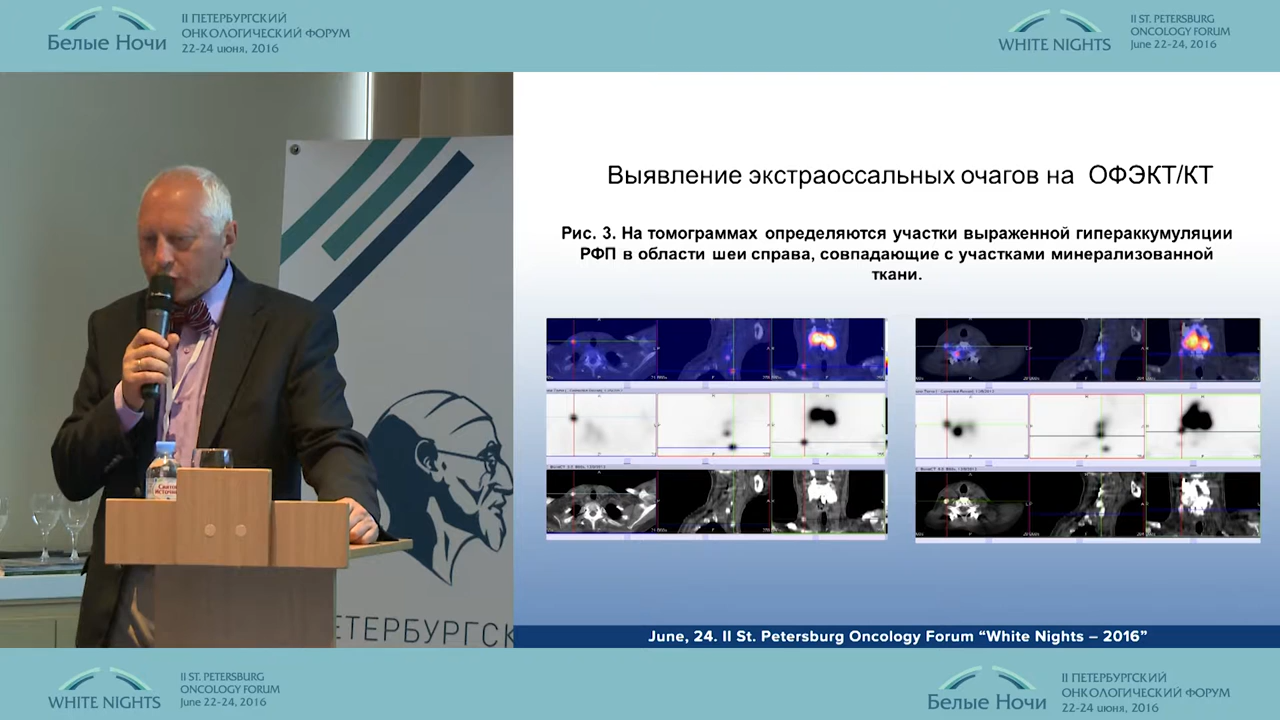 Белые Ночи
II ПЕТЕРБУРГСКИЙ
ОНКОЛОГИЧЕСКИЙ ФОРУМ
22-24 июня, 2016
WHITE NIGHTS
II ST. PETERSBURG
ONCOLOGY FORUM
June 22-24, 2016
Выявление экстраоссальных очагов на ОФЭКТ/КТ
Рис. 3. На томограммах определяются участки выраженной гипераккумуляции
РФП в области шеи справа, совпадающие с участками минерализованной
ткани.
ЕТЕРБУРГСК
June, 24. II St. Petersburg Oncology Forum “White Nights – 2016”
WHITE NIGHTS
II ST. PETERSBURG
ONCOLOGY FORUM
June 22-24, 2016
Белые Ночи
II ПЕТЕРБУРГСКИЙ
ОНКОЛОГИЧЕСКИЙ ФОРУМ
22-24 июня, 2016